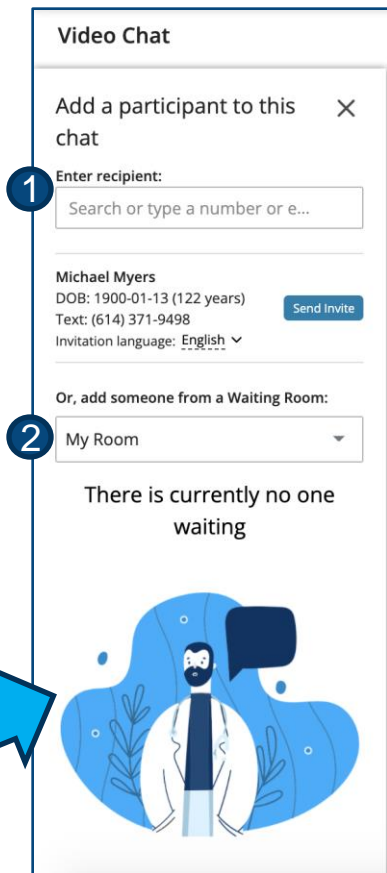 Video Chat
Add a participant to this
chat
1
Enter recipient:
Search or type a number or e...
Michael Myers
DOB: 1900-01-13 (122 years)
Text: (614) 371-9498
Invitation language: English
Send Invite
Or, add someone from a Waiting Room:
2
My Room
There is currently no one
waiting